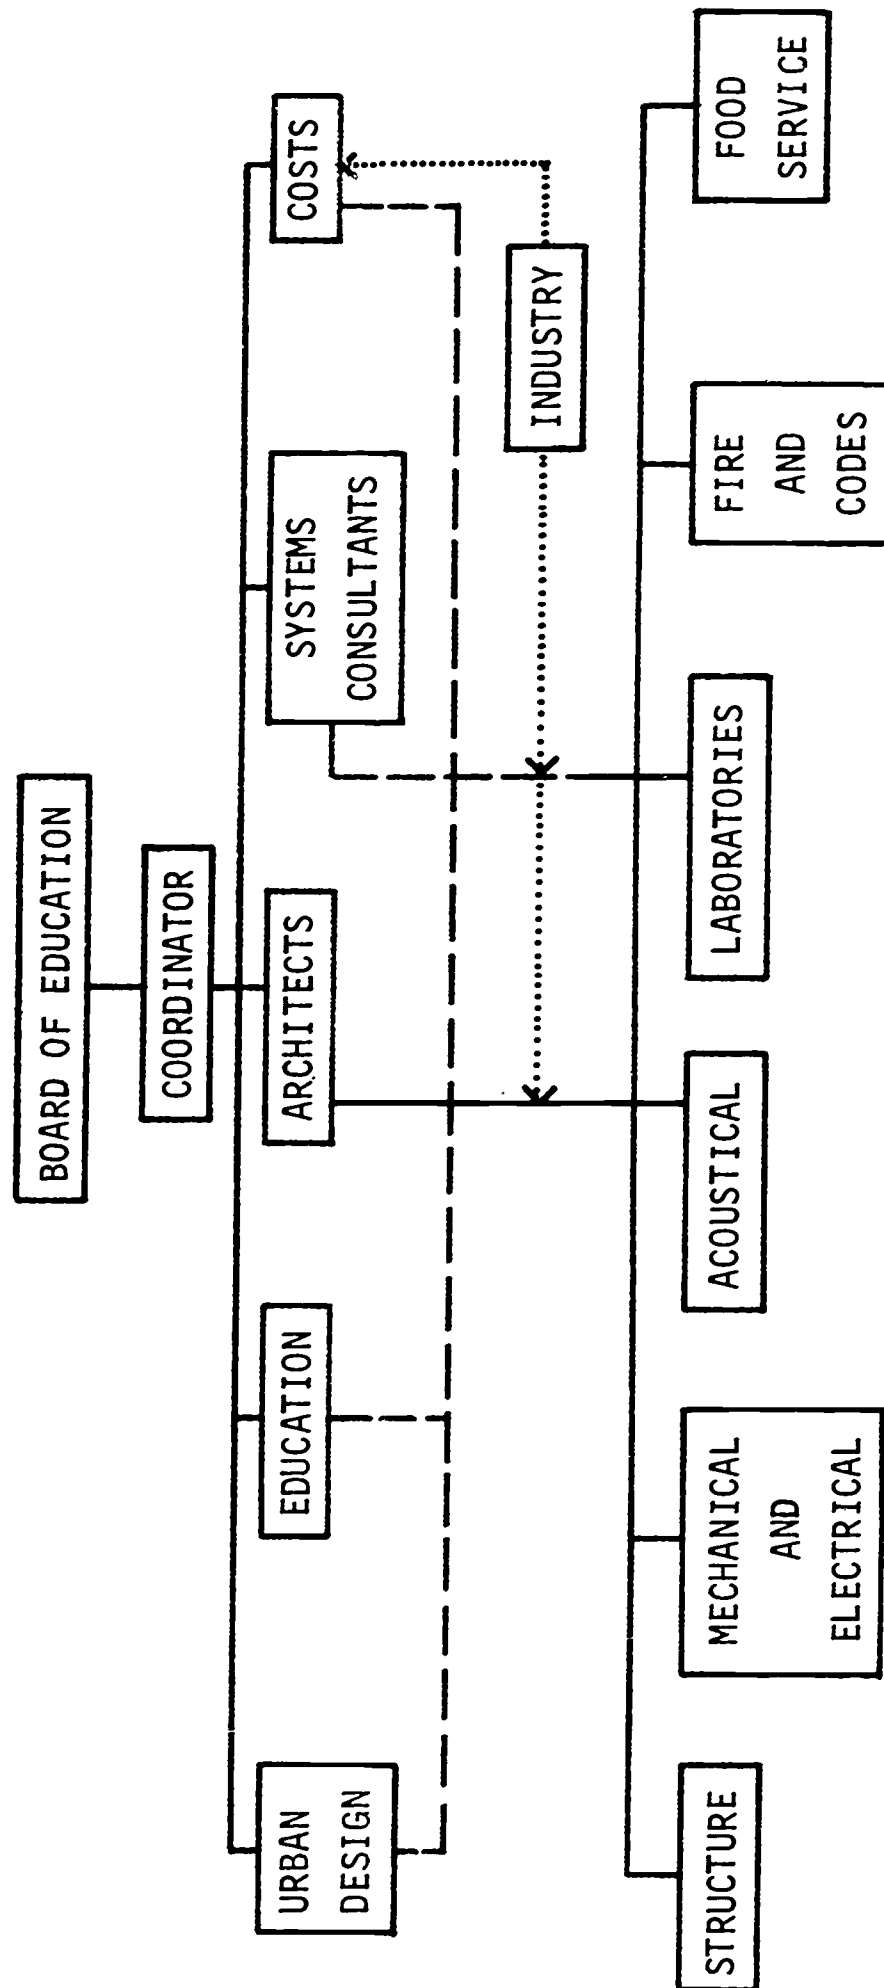 BOARD OF EDUCATION
COORDINATOR
URBAN
DESIGN
EDUCATION
ARCHITECTS
SYSTEMS
CONSULTANTS
COSTS
INDUSTRY
STRUCTURE
MECHANICAL
AND
ELECTRICAL
ACOUSTICAL
LABORATORIES
FIRE
AND
CODES
FOOD
SERVICE